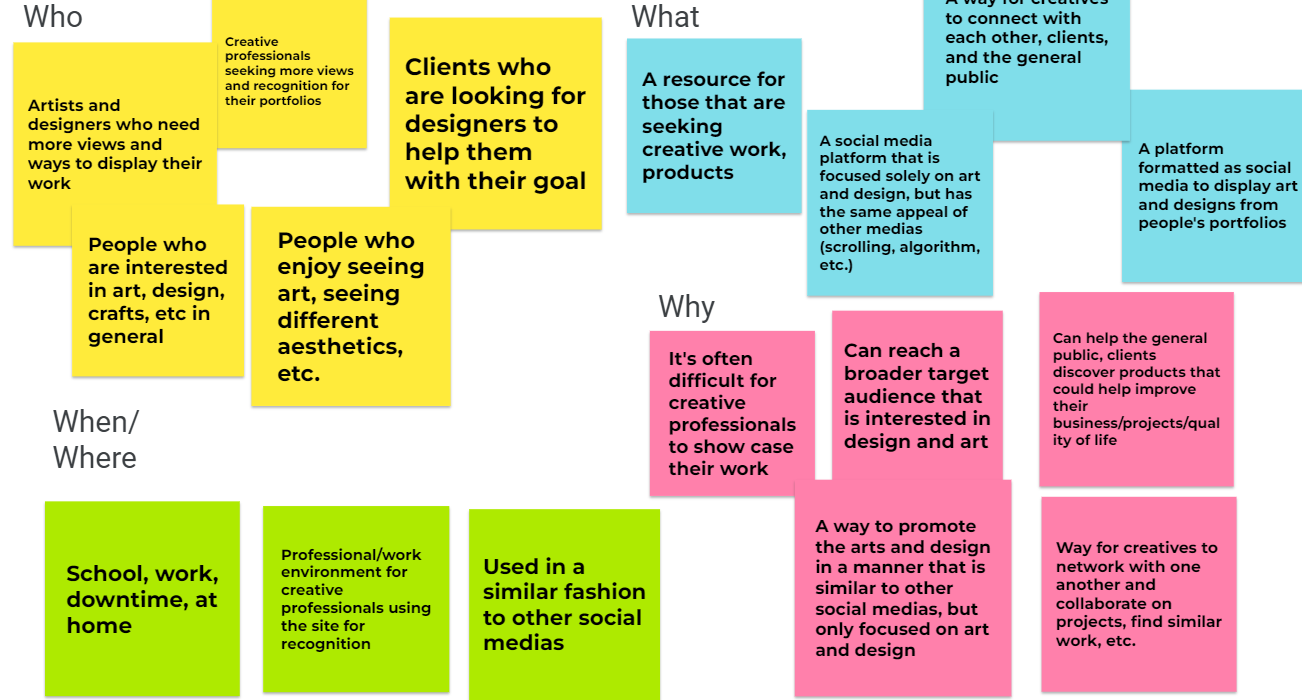 Who
Creative
professionals
seeking more views
and recognition for
their portfolios
Artists and
designers who need
more views and
ways to display their
work
Clients who
are looking for
designers to
help them
with their goal
People who
are interested
in art, design,
crafts, etc in
general
People who
enjoy seeing
art, seeing
different
aesthetics,
etc.
What
A resource for
those that are
seeking
creative work,
products
A social media
platform that is
focused solely on art
and design, but has
the same appeal of
other medias
(scrolling, algorithm,
etc.)
A way for creatives
to connect with
each other, clients,
and the general
public
A platform
formatted as social
media to display art
and designs from
people's portfolios
Why
It's often
difficult for
creative
professionals
to show case
their work
Can reach a
broader target
audience that
is interested in
design and art
Can help the general
public, clients
discover products that
could help improve
their
business/projects/qual
ity of life
A way to promote
the arts and design
in a manner that is
similar to other
social medias, but
only focused on art
and design
Way for creatives to
network with one
another and
collaborate on
projects, find similar
work, etc.
When/
Where
School, work,
downtime, at
home
Professional/work
environment for
creative
professionals using
the site for
recognition
Used in a
similar fashion
to other social
medias